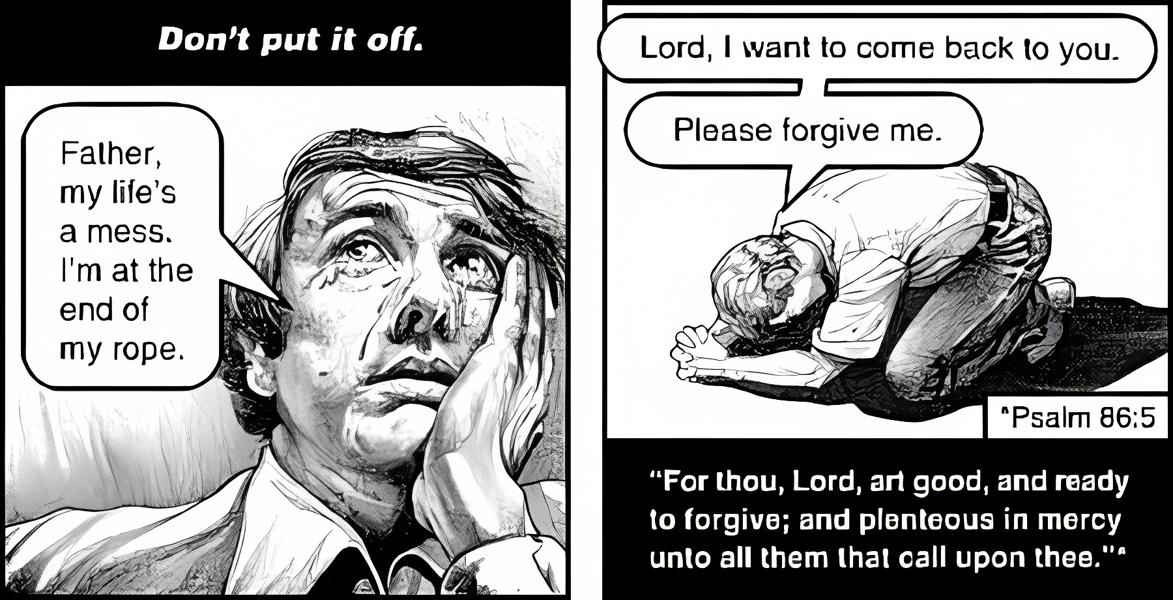 Don't put it off.
Father,
my life's
a mess.
I'm at the
end of
my rope.
Lord, I want to come back to you.
Please forgive me.
*Psalm 86:5
"For thou, Lord, art good, and ready
to forgive; and plenteous in mercy
unto all them that call upon thee."*